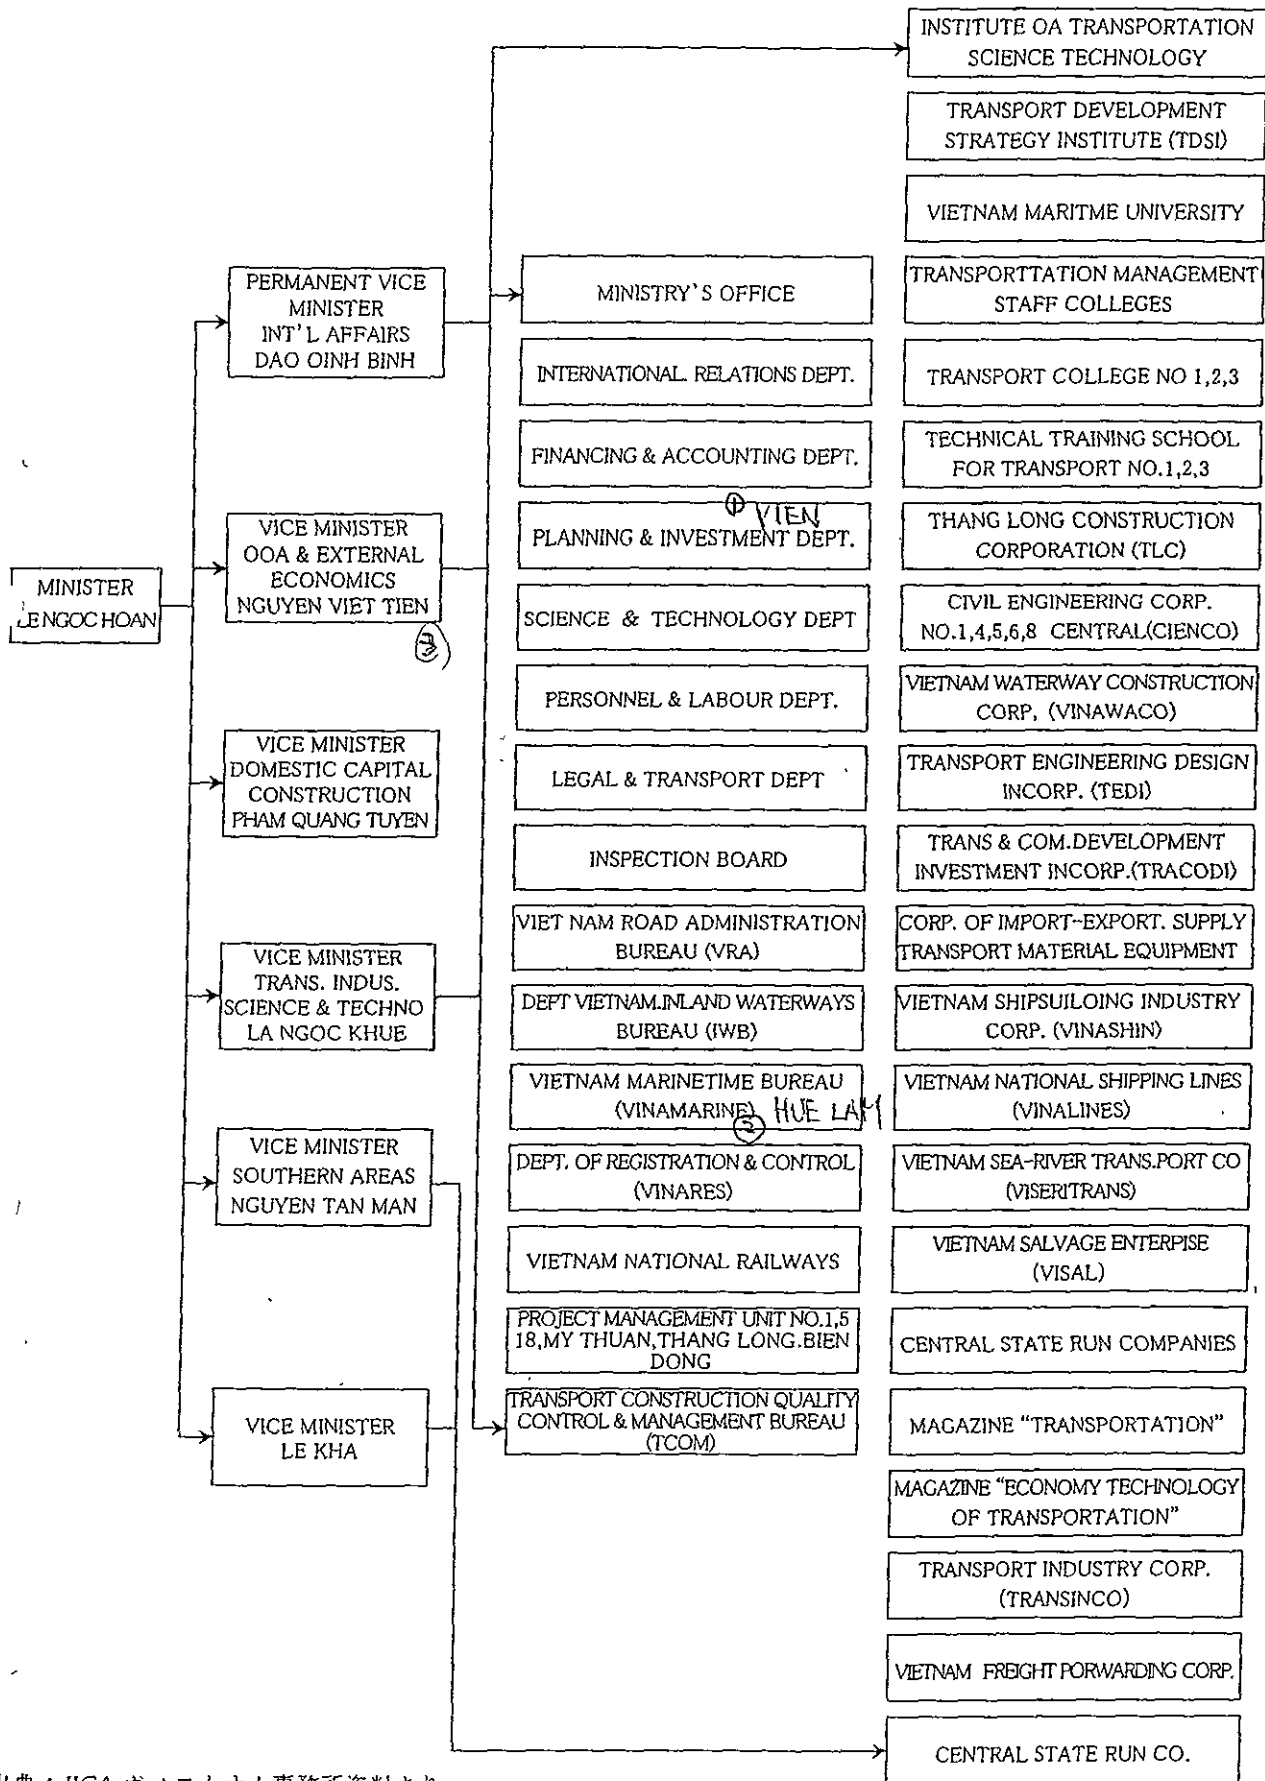 MINISTER
LE NGOC HOAN
PERMANENT VICE
MINISTER
INT'L AFFAIRS
DAO OINH BINH
VICE MINISTER
OOA & EXTERNAL
ECONOMICS
NGUYEN VIET TIEN
③
VICE MINISTER
DOMESTIC CAPITAL
CONSTRUCTION
PHAM QUANG TUYEN
VICE MINISTER
TRANS. INDUS.
SCIENCE & TECHNO
LA NGOC KHUE
VICE MINISTER
SOUTHERN AREAS
NGUYEN TAN MAN
VICE MINISTER
LE KHA
MINISTRY'S OFFICE
INTERNATIONAL RELATIONS DEPT.
FINANCING & ACCOUNTING DEPT.
① VIEN
PLANNING & INVESTMENT DEPT.
SCIENCE & TECHNOLOGY DEPT
PERSONNEL & LABOUR DEPT.
LEGAL & TRANSPORT DEPT
INSPECTION BOARD
VIET NAM ROAD ADMINISTRATION
BUREAU (VRA)
DEPT VIETNAM.INLAND WATERWAYS
BUREAU (IWB)
VIETNAM MARINETIME BUREAU
(VINAMARINE)
② HUE LAM
DEPT. OF REGISTRATION & CONTROL
(VINARES)
VIETNAM NATIONAL RAILWAYS
PROJECT MANAGEMENT UNIT NO.1,5
18,MY THUAN,THANG LONG.BIEN
DONG
TRANSPORT CONSTRUCTION QUALITY
CONTROL & MANAGEMENT BUREAU
(TCOM)
INSTITUTE OA TRANSPORTATION
SCIENCE TECHNOLOGY
TRANSPORT DEVELOPMENT
STRATEGY INSTITUTE (TDSI)
VIETNAM MARITME UNIVERSITY
TRANSPORTTATION MANAGEMENT
STAFF COLLEGES
TRANSPORT COLLEGE NO 1,2,3
TECHNICAL TRAINING SCHOOL
FOR TRANSPORT NO.1,2,3
THANG LONG CONSTRUCTION
CORPORATION (TLC)
CIVIL ENGINEERING CORP.
NO.1,4,5,6,8 CENTRAL(CIENCO)
VIETNAM WATERWAY CONSTRUCTION
CORP, (VINAWACO)
TRANSPORT ENGINEERING DESIGN
INCORP. (TEDI)
TRANS & COM.DEVELOPMENT
INVESTMENT INCORP.(TRACODI)
CORP. OF IMPORT-EXPORT. SUPPLY
TRANSPORT MATERIAL EQUIPMENT
VIETNAM SHIPSUILOING INDUSTRY
CORP. (VINASHIN)
VIETNAM NATIONAL SHIPPING LINES
(VINALINES)
VIETNAM SEA-RIVER TRANS.PORT CO
(VISERITRANS)
VIETNAM SALVAGE ENTERPISE
(VISAL)
CENTRAL STATE RUN COMPANIES
MAGAZINE "TRANSPORTATION"
MAGAZINE "ECONOMY TECHNOLOGY
OF TRANSPORTATION"
TRANSPORT INDUSTRY CORP.
(TRANSINCO)
VIETNAM FREIGHT PORWARDING CORP.
CENTRAL STATE RUN CO.